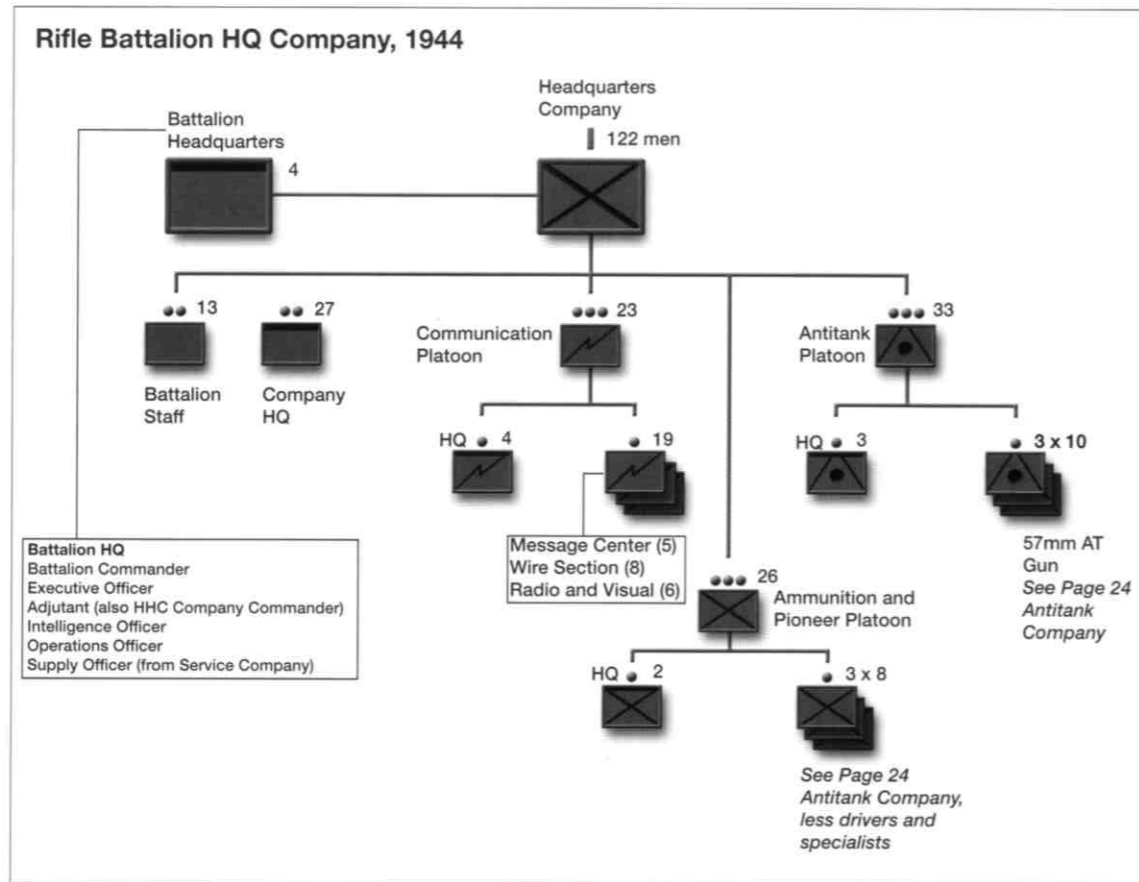 Rifle Battalion HQ Company, 1944
Headquarters
Company
122 men
Battalion
Headquarters
4
13
Battalion
Staff
27
Company
HQ
23
Communication
Platoon
33
Antitank
Platoon
HQ
4
19
HQ
3
3 x 10
57mm AT
Gun
See Page 24
Antitank
Company
Message Center (5)
Wire Section (8)
Radio and Visual (6)
Battalion HQ
Battalion Commander
Executive Officer
Adjutant (also HHC Company Commander)
Intelligence Officer
Operations Officer
Supply Officer (from Service Company)
26
Ammunition and
Pioneer Platoon
HQ
2
3 x 8
See Page 24
Antitank Company,
less drivers and
specialists